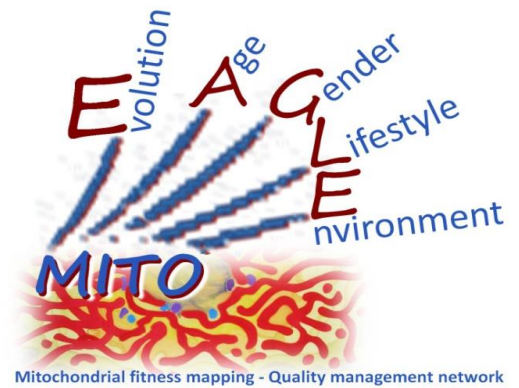 Evolution
Age
Gender
Lifestyle
Environment
MITO
Mitochondrial fitness mapping - Quality management network